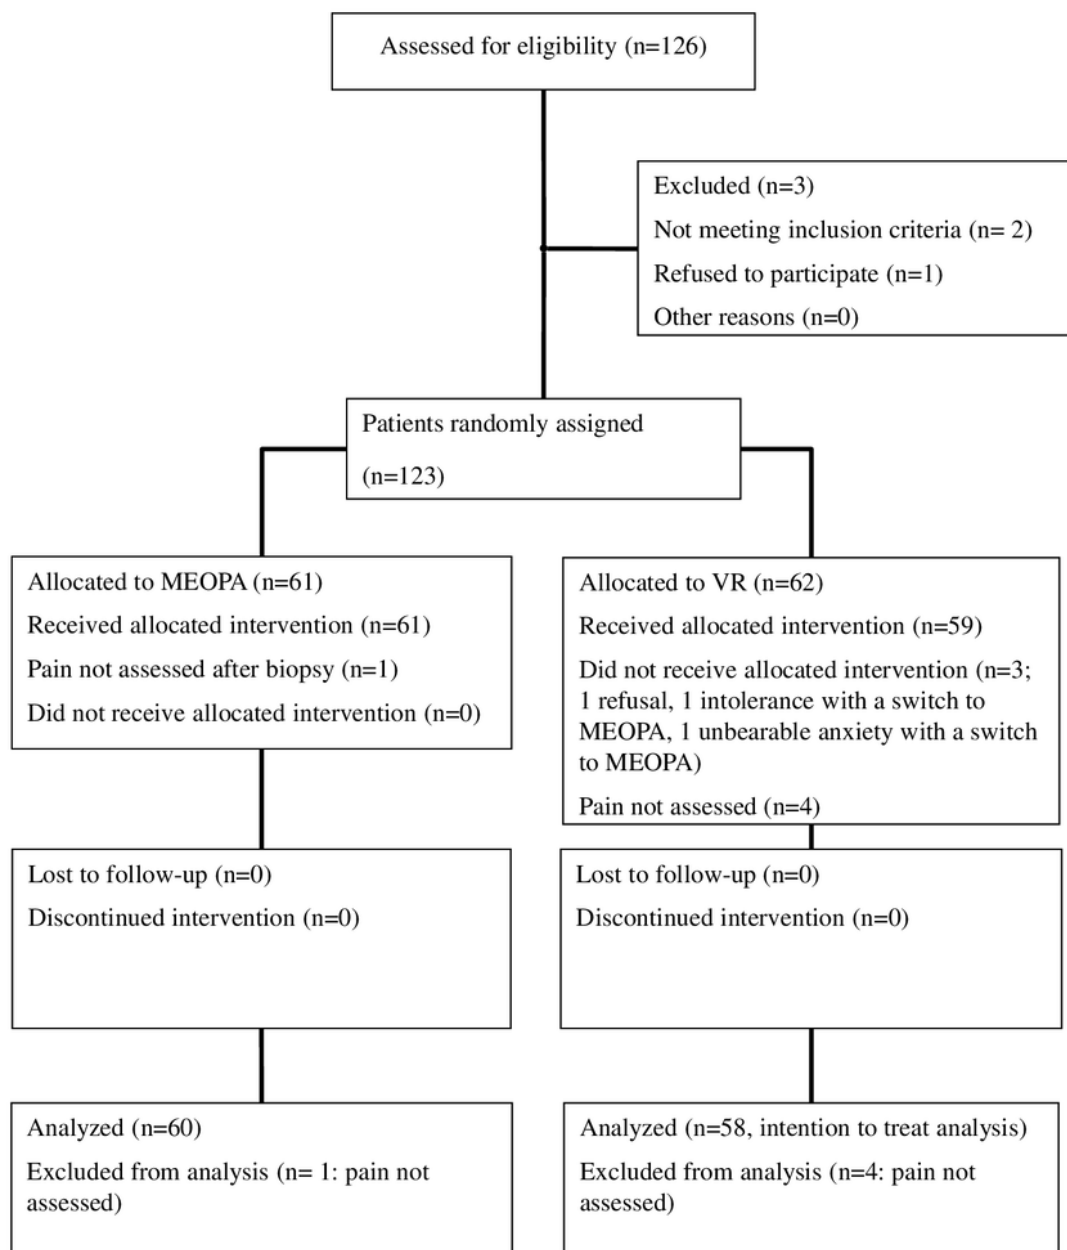 Assessed for eligibility (n=126)
Excluded (n=3)
Not meeting inclusion criteria (n= 2)
Refused to participate (n=1)
Other reasons (n=0)
Patients randomly assigned
(n=123)
Allocated to MEOPA (n=61)
Received allocated intervention (n=61)
Pain not assessed after biopsy (n=1)
Did not receive allocated intervention (n=0)
Allocated to VR (n=62)
Received allocated intervention (n=59)
Did not receive allocated intervention (n=3;
1 refusal, 1 intolerance with a switch to
MEOPA, 1 unbearable anxiety with a switch
to MEOPA)
Pain not assessed (n=4)
Lost to follow-up (n=0)
Discontinued intervention (n=0)
Lost to follow-up (n=0)
Discontinued intervention (n=0)
Analyzed (n=60)
Excluded from analysis (n= 1: pain not
assessed)
Analyzed (n=58, intention to treat analysis)
Excluded from analysis (n=4: pain not
assessed)